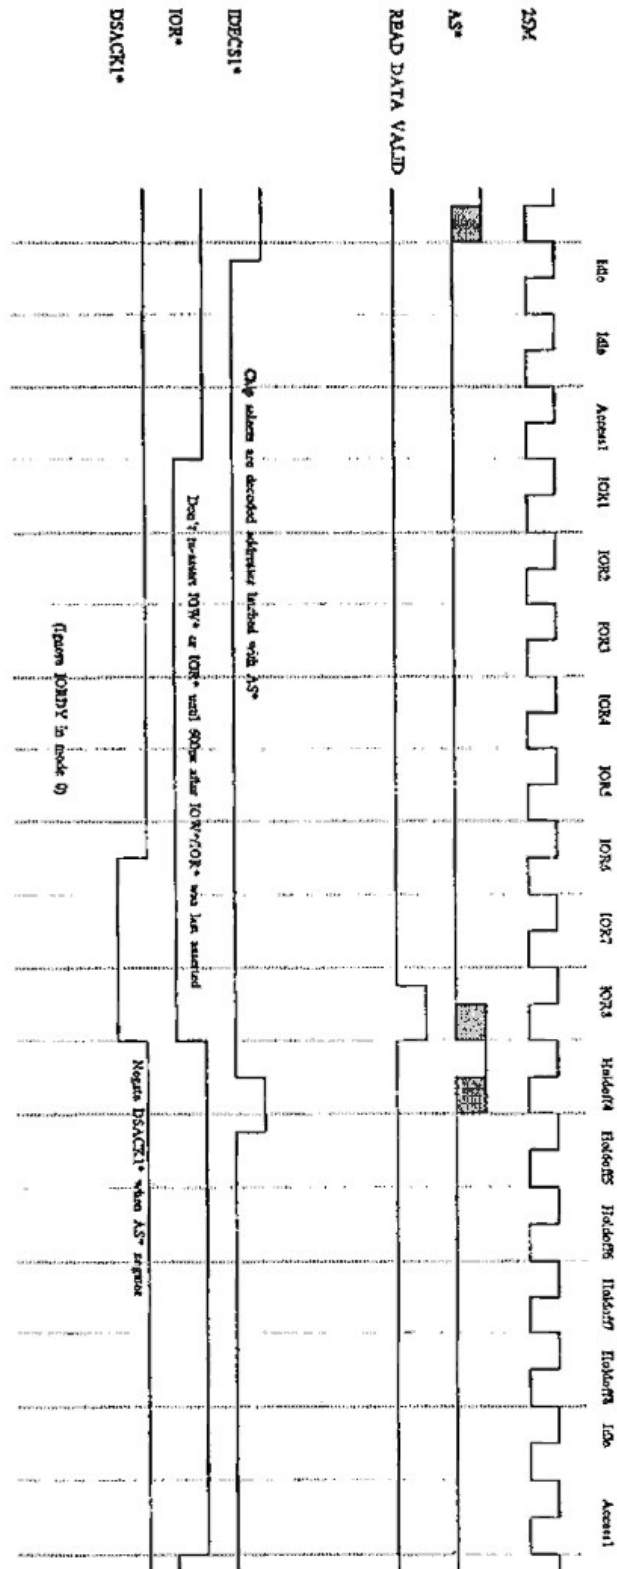 Idle Idle Access1 IOR1 IOR2 IOR3 IOR4 IOR5 IOR6 IOR7 IOR8 Holdoff4 Holdoff5 Holdoff6 Holdoff7 Holdoff8 Idle Access1
25M
AS*
READ DATA VALID
IDECS1*
Chip selects are decoded addresses latched with AS*
IOR*
Don't re-assert IOW* or IOR* until 600ns after IOW*/IOR* was last asserted
DSACK1*
Negate DSACK1* when AS* negates
(Ignore IORDY in mode 0)